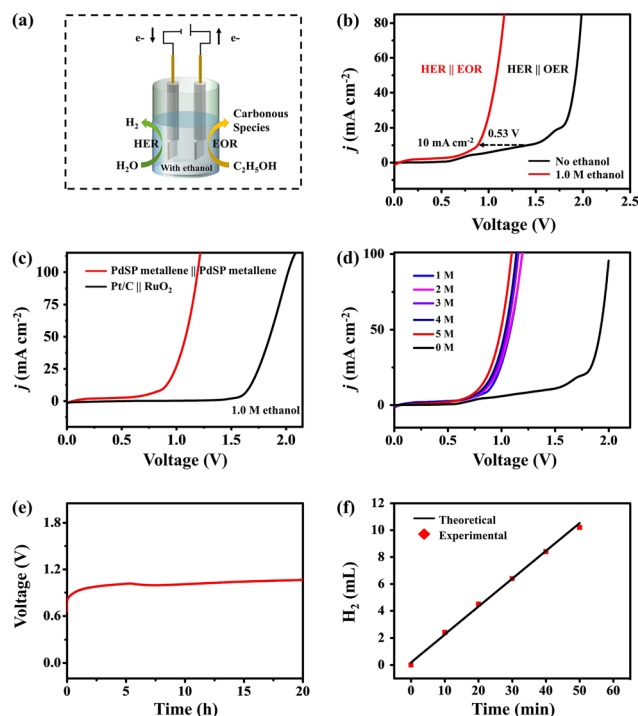 (a)
e-
e-
H₂
Carbonous
Species
HER
EOR
H₂O
With ethanol
C₂H₅OH
(b)
j (mA cm⁻²)
80
60
40
20
0
HER || EOR
HER || OER
0.53 V
10 mA cm⁻²
No ethanol
1.0 M ethanol
0.0
0.5
1.0
1.5
2.0
2.5
Voltage (V)
(c)
j (mA cm⁻²)
100
75
50
25
0
PdSP metallene || PdSP metallene
Pt/C || RuO₂
1.0 M ethanol
0.0
0.5
1.0
1.5
2.0
Voltage (V)
(d)
j (mA cm⁻²)
100
50
0
1 M
2 M
3 M
4 M
5 M
0 M
0.0
0.5
1.0
1.5
2.0
Voltage (V)
(e)
Voltage (V)
1.8
1.2
0.6
0.0
0
5
10
15
20
Time (h)
(f)
H₂ (mL)
12
10
8
6
4
2
0
Theoretical
Experimental
0
10
20
30
40
50
60
Time (min)